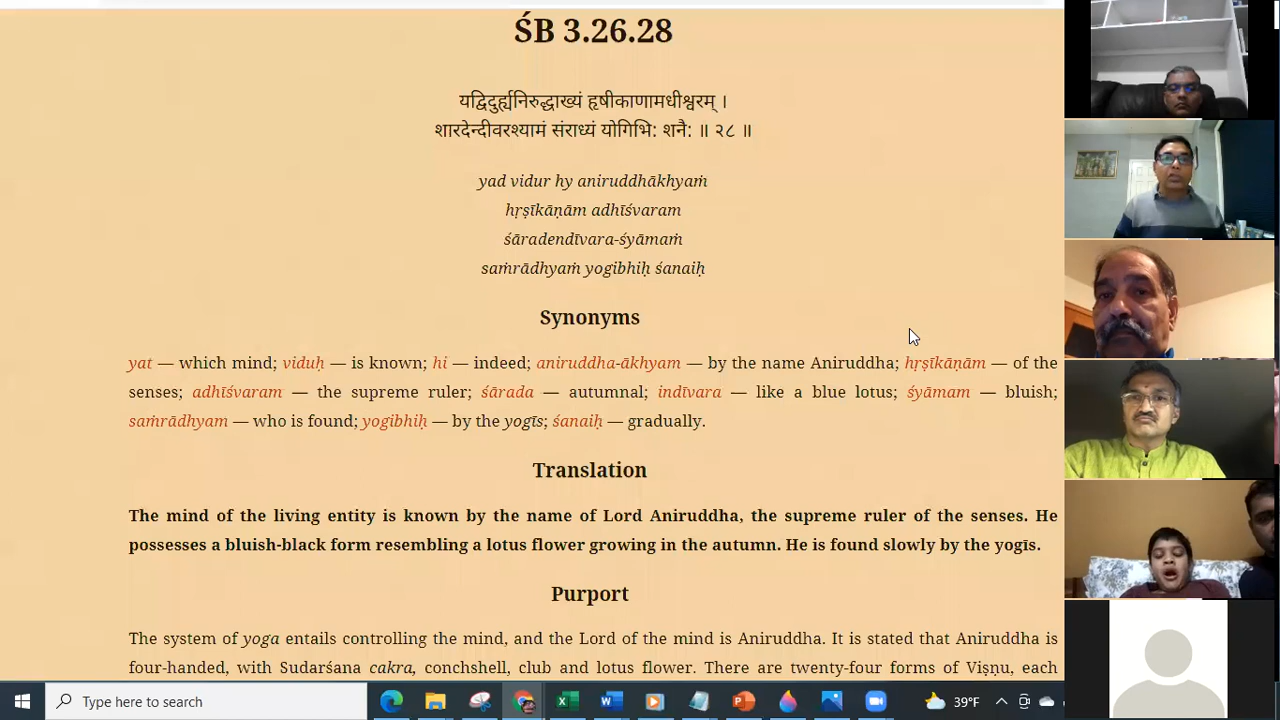 ŚB 3.26.28
यद्विदुर्ह्यनिरुद्धाख्यं हृषीकाणामधीश्वरम् ।
शारदेन्दीवरश्यामं संराध्यं योगिभि: शनै: ॥ २८ ॥
yad vidur hy aniruddhākhyaṁ
hṛṣīkāṇām adhīśvaram
śāradendīvara-śyāmaṁ
saṁrādhyaṁ yogibhiḥ śanaiḥ
Synonyms
yat — which mind; viduḥ — is known; hi — indeed; aniruddha-ākhyam — by the name Aniruddha; hṛṣīkāṇām — of the
senses; adhīśvaram — the supreme ruler; śārada — autumnal; indīvara — like a blue lotus; śyāmam — bluish;
saṁrādhyam — who is found; yogibhiḥ — by the yogīs; śanaiḥ — gradually.
Translation
The mind of the living entity is known by the name of Lord Aniruddha, the supreme ruler of the senses. He
possesses a bluish-black form resembling a lotus flower growing in the autumn. He is found slowly by the yogīs.
Purport
The system of yoga entails controlling the mind, and the Lord of the mind is Aniruddha. It is stated that Aniruddha is
four-handed, with Sudarśana cakra, conchshell, club and lotus flower. There are twenty-four forms of Viṣṇu, each
Type here to search
39°F